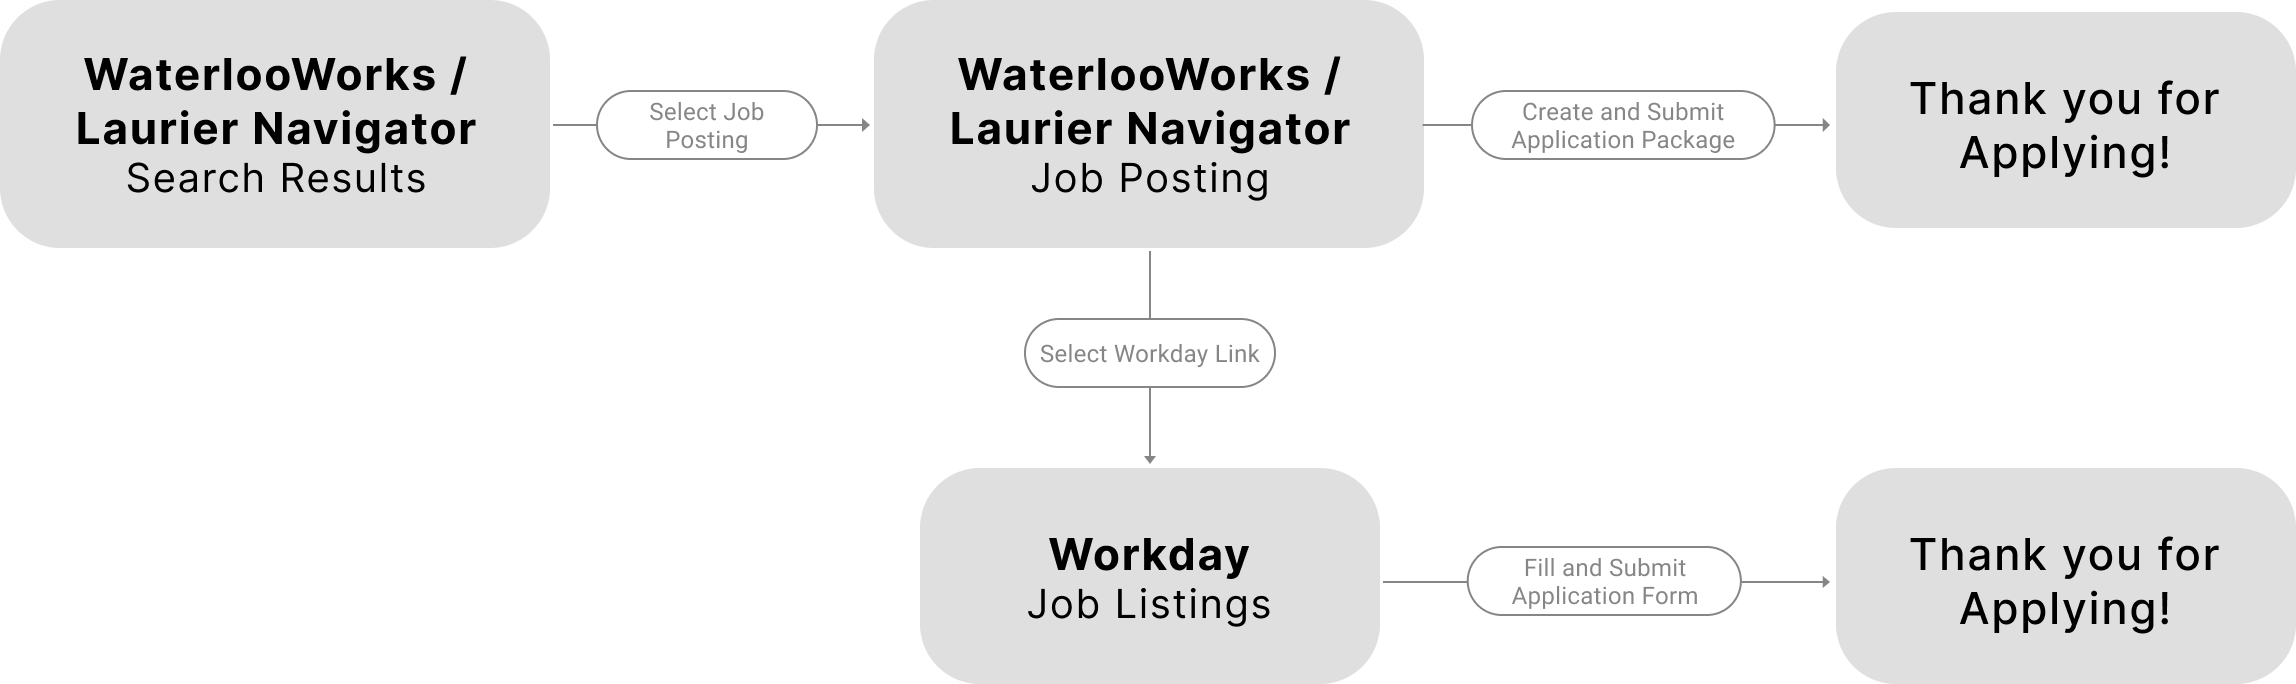 WaterlooWorks /
Laurier Navigator
Search Results
Select Job
Posting
WaterlooWorks /
Laurier Navigator
Job Posting
Create and Submit
Application Package
Thank you for
Applying!
Select Workday Link
Workday
Job Listings
Fill and Submit
Application Form
Thank you for
Applying!